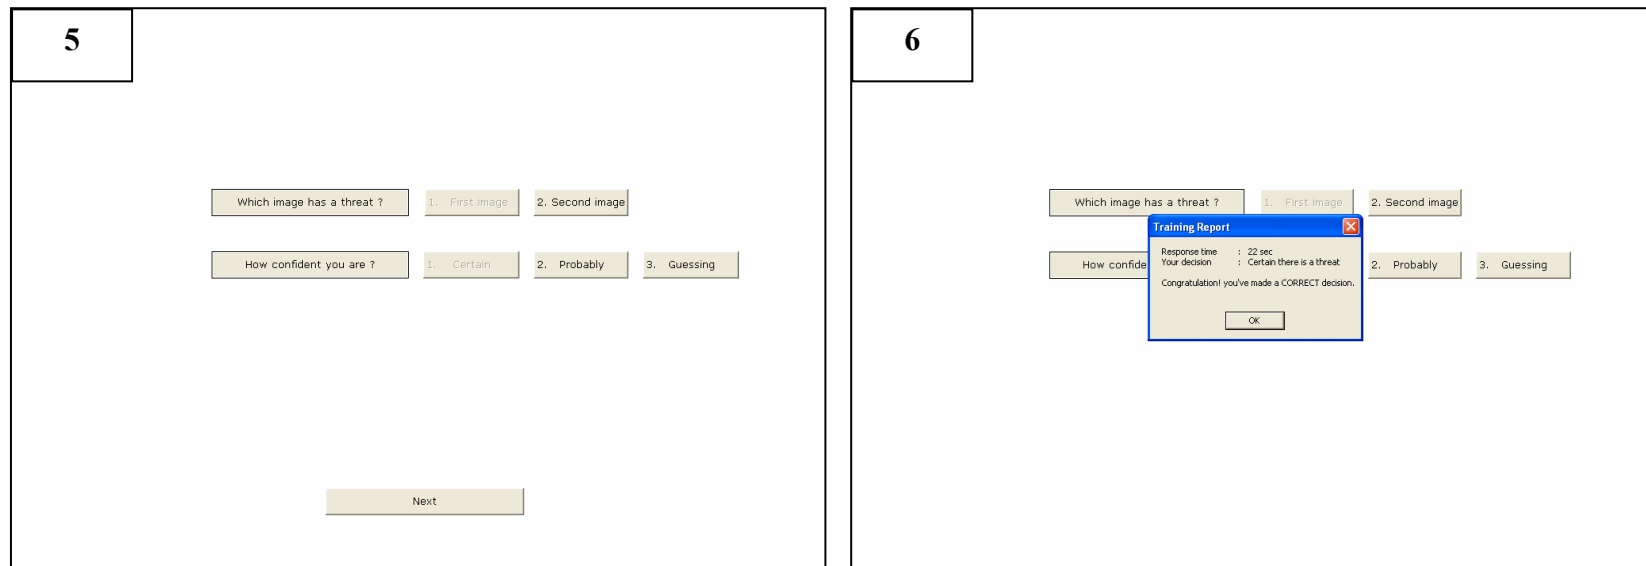 5
Which image has a threat ?
1. First image
2. Second image
How confident you are ?
1. Certain
2. Probably
3. Guessing
Next
6
Which image has a threat ?
1. First image
2. Second image
Training Report
Response time : 22 sec
Your decision : Certain there is a threat
Congratulation! you've made a CORRECT decision.
OK
How confide
2. Probably
3. Guessing